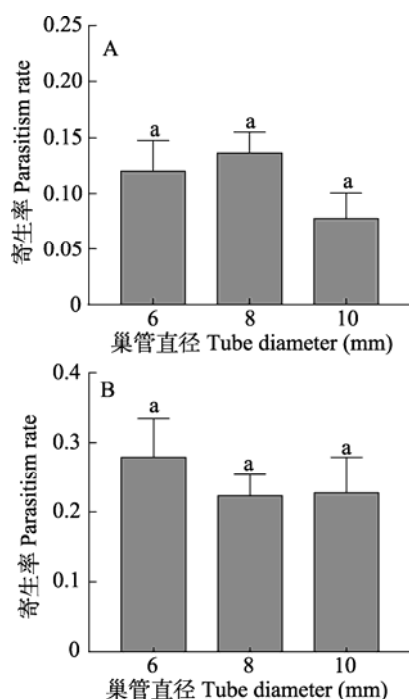 0.25
A
0.20
0.15
0.10
0.05
0
寄生率 Parasitism rate
a
a
a
6
8
10
巢管直径 Tube diameter (mm)
0.4
B
0.3
0.2
0.1
0
寄生率 Parasitism rate
a
a
a
6
8
10
巢管直径 Tube diameter (mm)